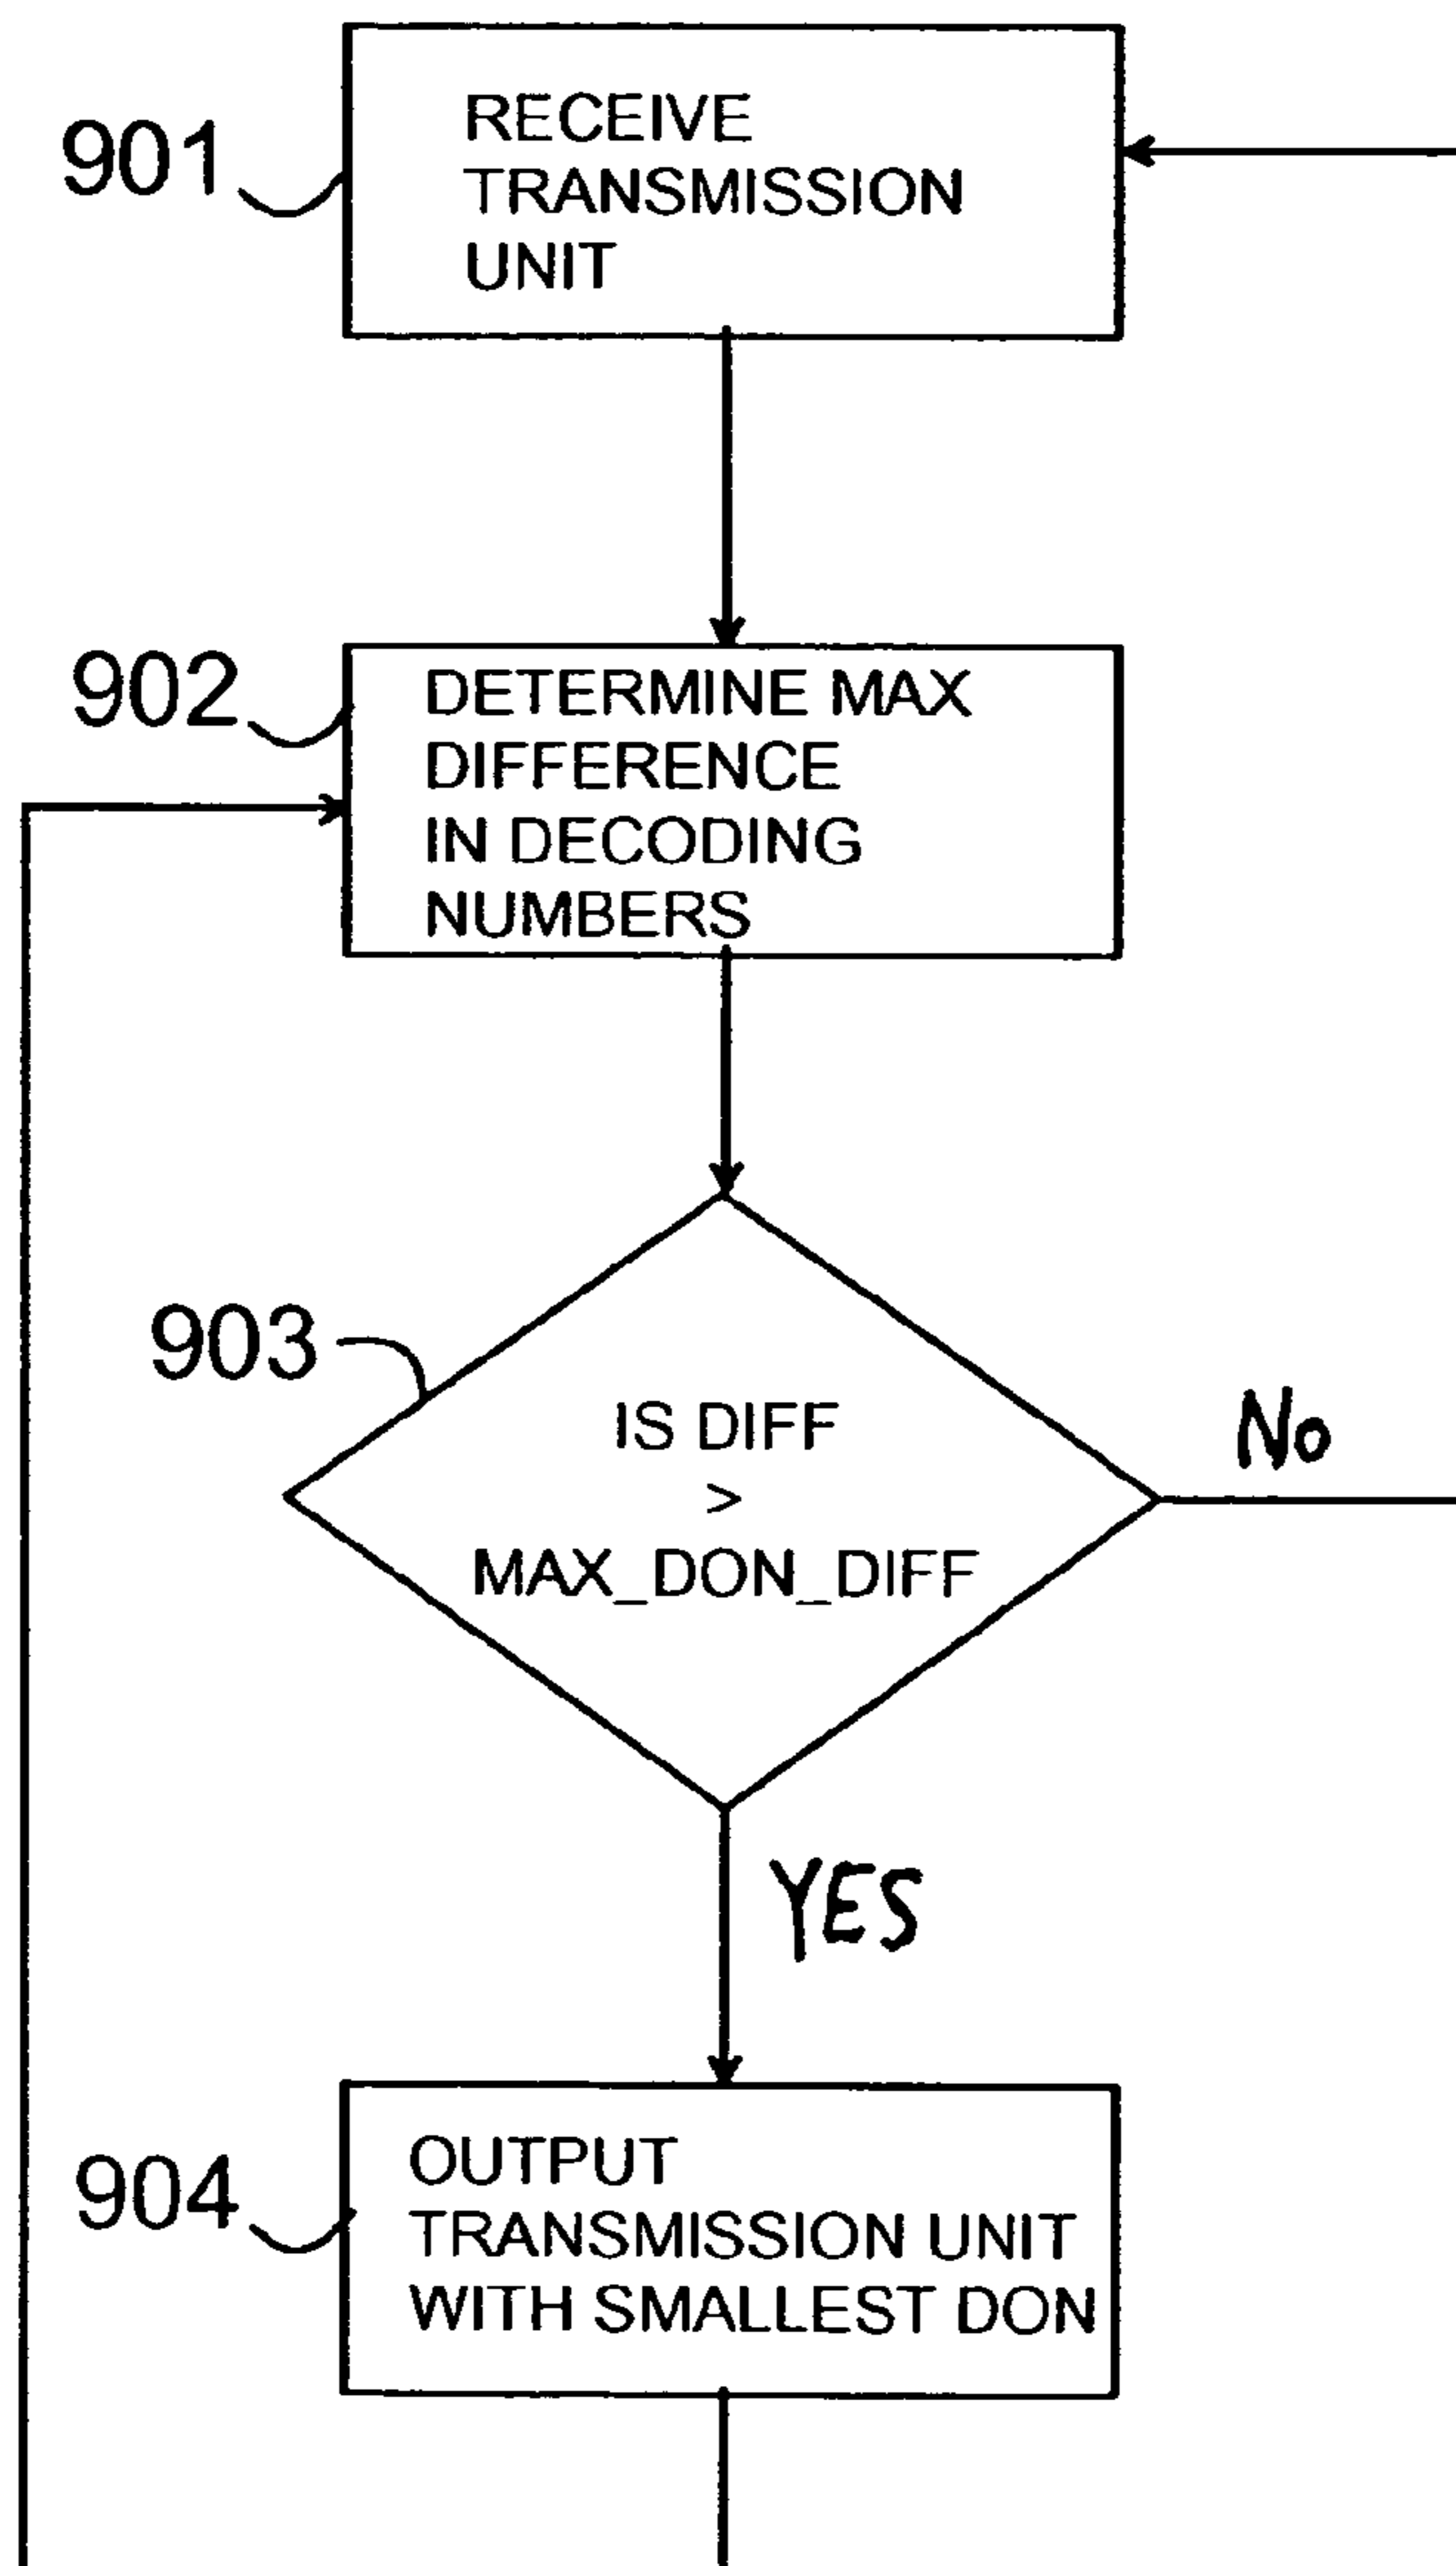 901
RECEIVE
TRANSMISSION
UNIT
902
DETERMINE MAX
DIFFERENCE
IN DECODING
NUMBERS
903
IS DIFF
>
MAX_DON_DIFF
No
YES
904
OUTPUT
TRANSMISSION UNIT
WITH SMALLEST DON